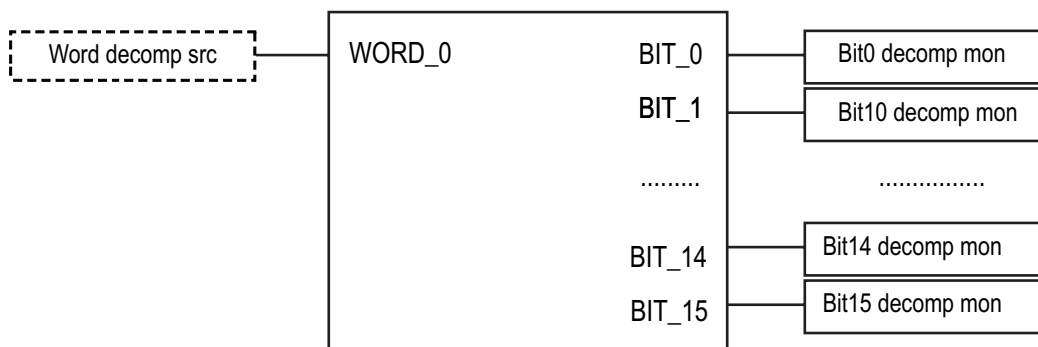 Word decomp src WORD_0 BIT_0 Bit0 decomp mon
BIT_1 Bit10 decomp mon
......... ................
BIT_14 Bit14 decomp mon
BIT_15 Bit15 decomp mon